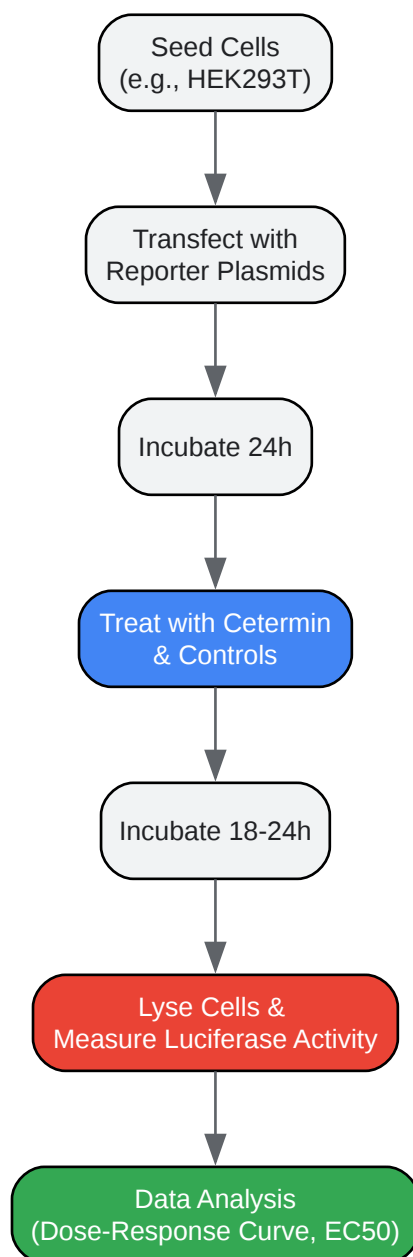 Seed Cells
(e.g., HEK293T)
Transfect with
Reporter Plasmids
Incubate 24h
Treat with Cetermin
& Controls
Incubate 18-24h
Lyse Cells &
Measure Luciferase Activity
Data Analysis
(Dose-Response Curve, EC50)